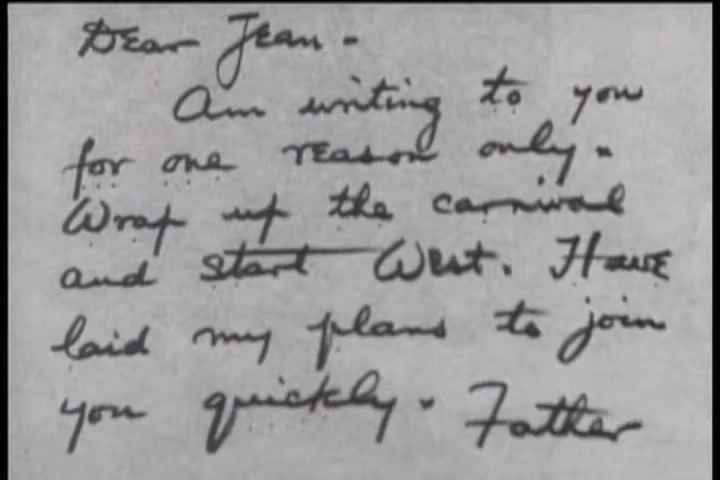 Dear Jean -
Am writing to you
for one reason only.
Wrap up the carnival
and start West. Have
laid my plans to join
you quickly. Father